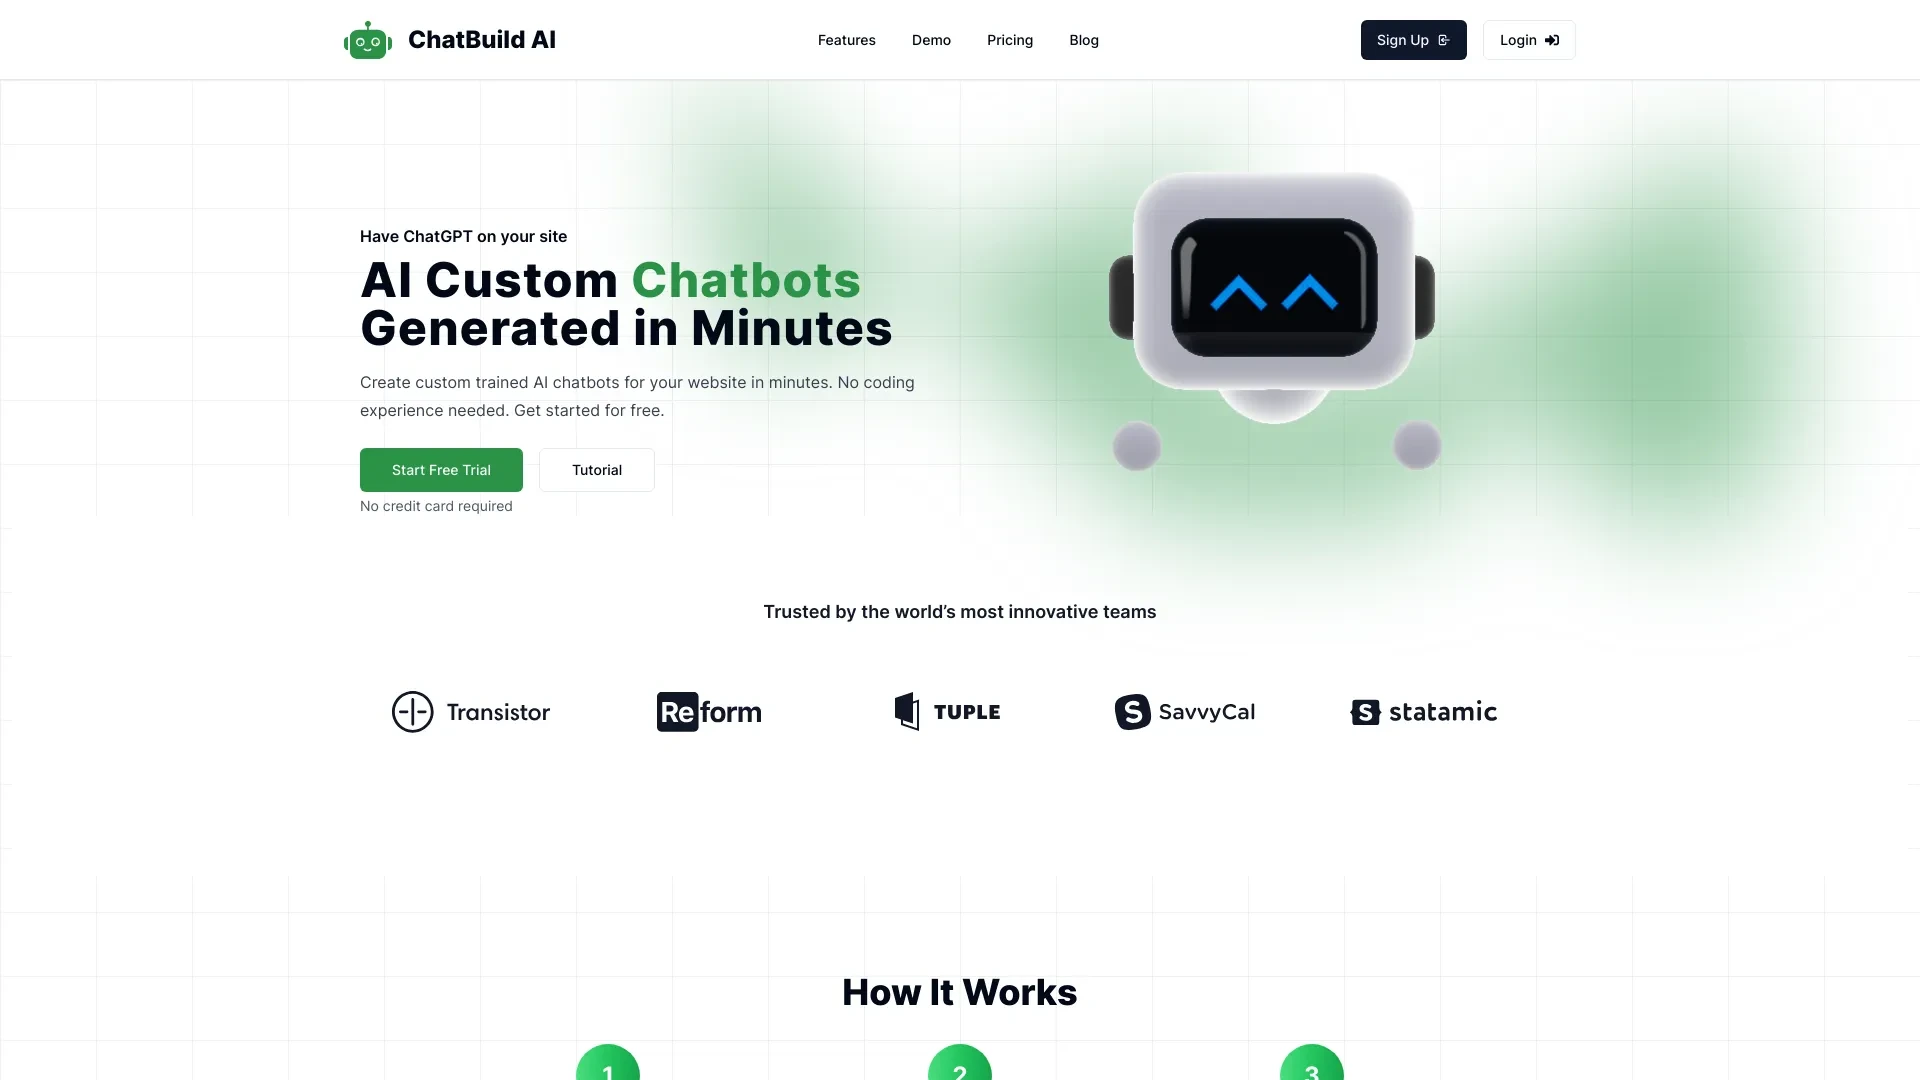 ChatBuild AI
Features
Demo
Pricing
Blog
Sign Up
Login
Have ChatGPT on your site
AI Custom Chatbots
Generated in Minutes
Create custom trained AI chatbots for your website in minutes. No coding
experience needed. Get started for free.
Start Free Trial
Tutorial
No credit card required
Trusted by the world’s most innovative teams
Transistor
Reform
TUPLE
S SavvyCal
S statamic
How It Works
1
2
3